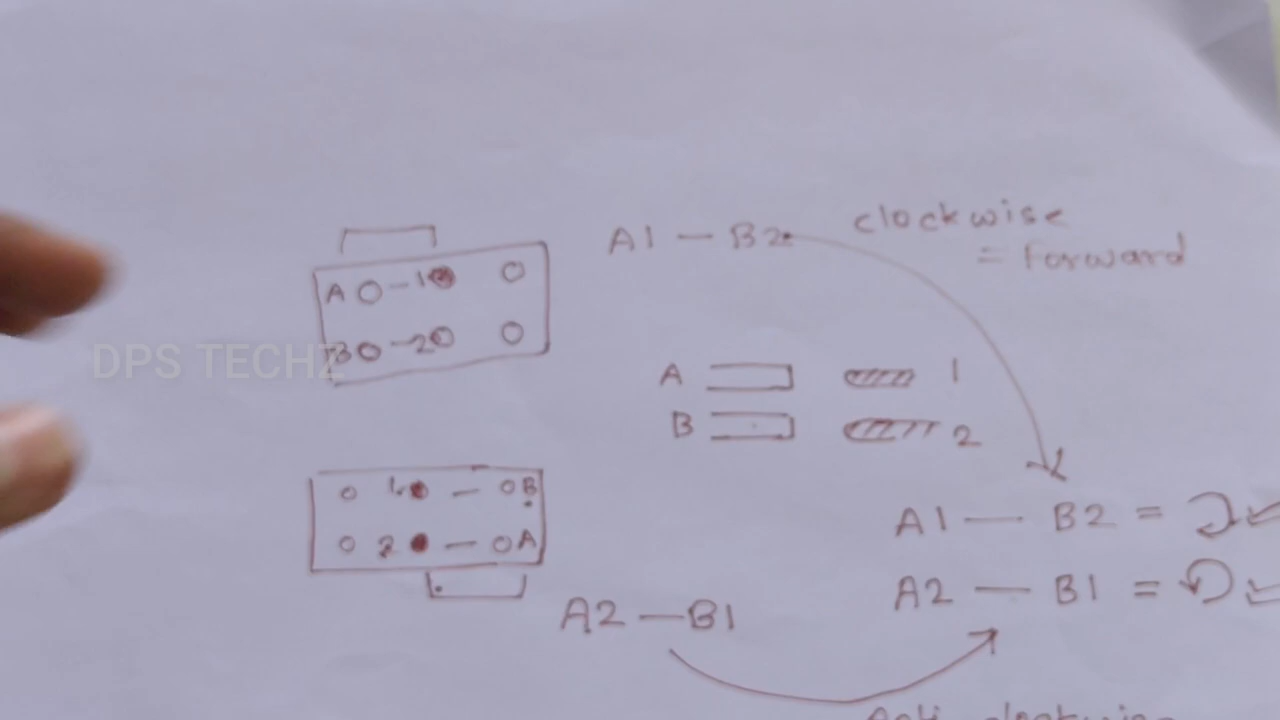 A1 — B2
clockwise
= forward
A O - 1 O O
B O - 2 O O
DPS TECHZ
A 1
B 2
O 1 — O B
O 2 — O A
A1 — B2 =
A2 — B1 =
A2 — B1